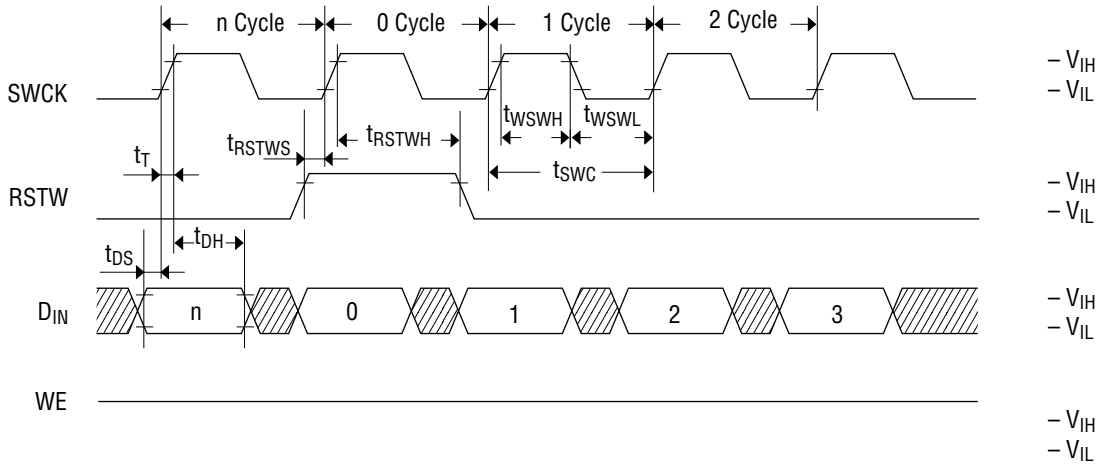 n Cycle 0 Cycle 1 Cycle 2 Cycle
SWCK
– VIH
– VIL
tWSWH tWSWL
tRSTWS tRSTWH
tT
tSWC
RSTW
– VIH
– VIL
tDH
tDS
DIN
n 0 1 2 3
– VIH
– VIL
WE
– VIH
– VIL